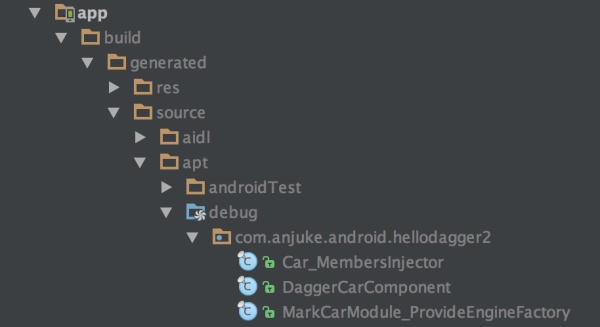 app
build
generated
res
source
aidl
apt
androidTest
debug
com.anjuke.android.hellodagger2
Car_MembersInjector
DaggerCarComponent
MarkCarModule_ProvideEngineFactory